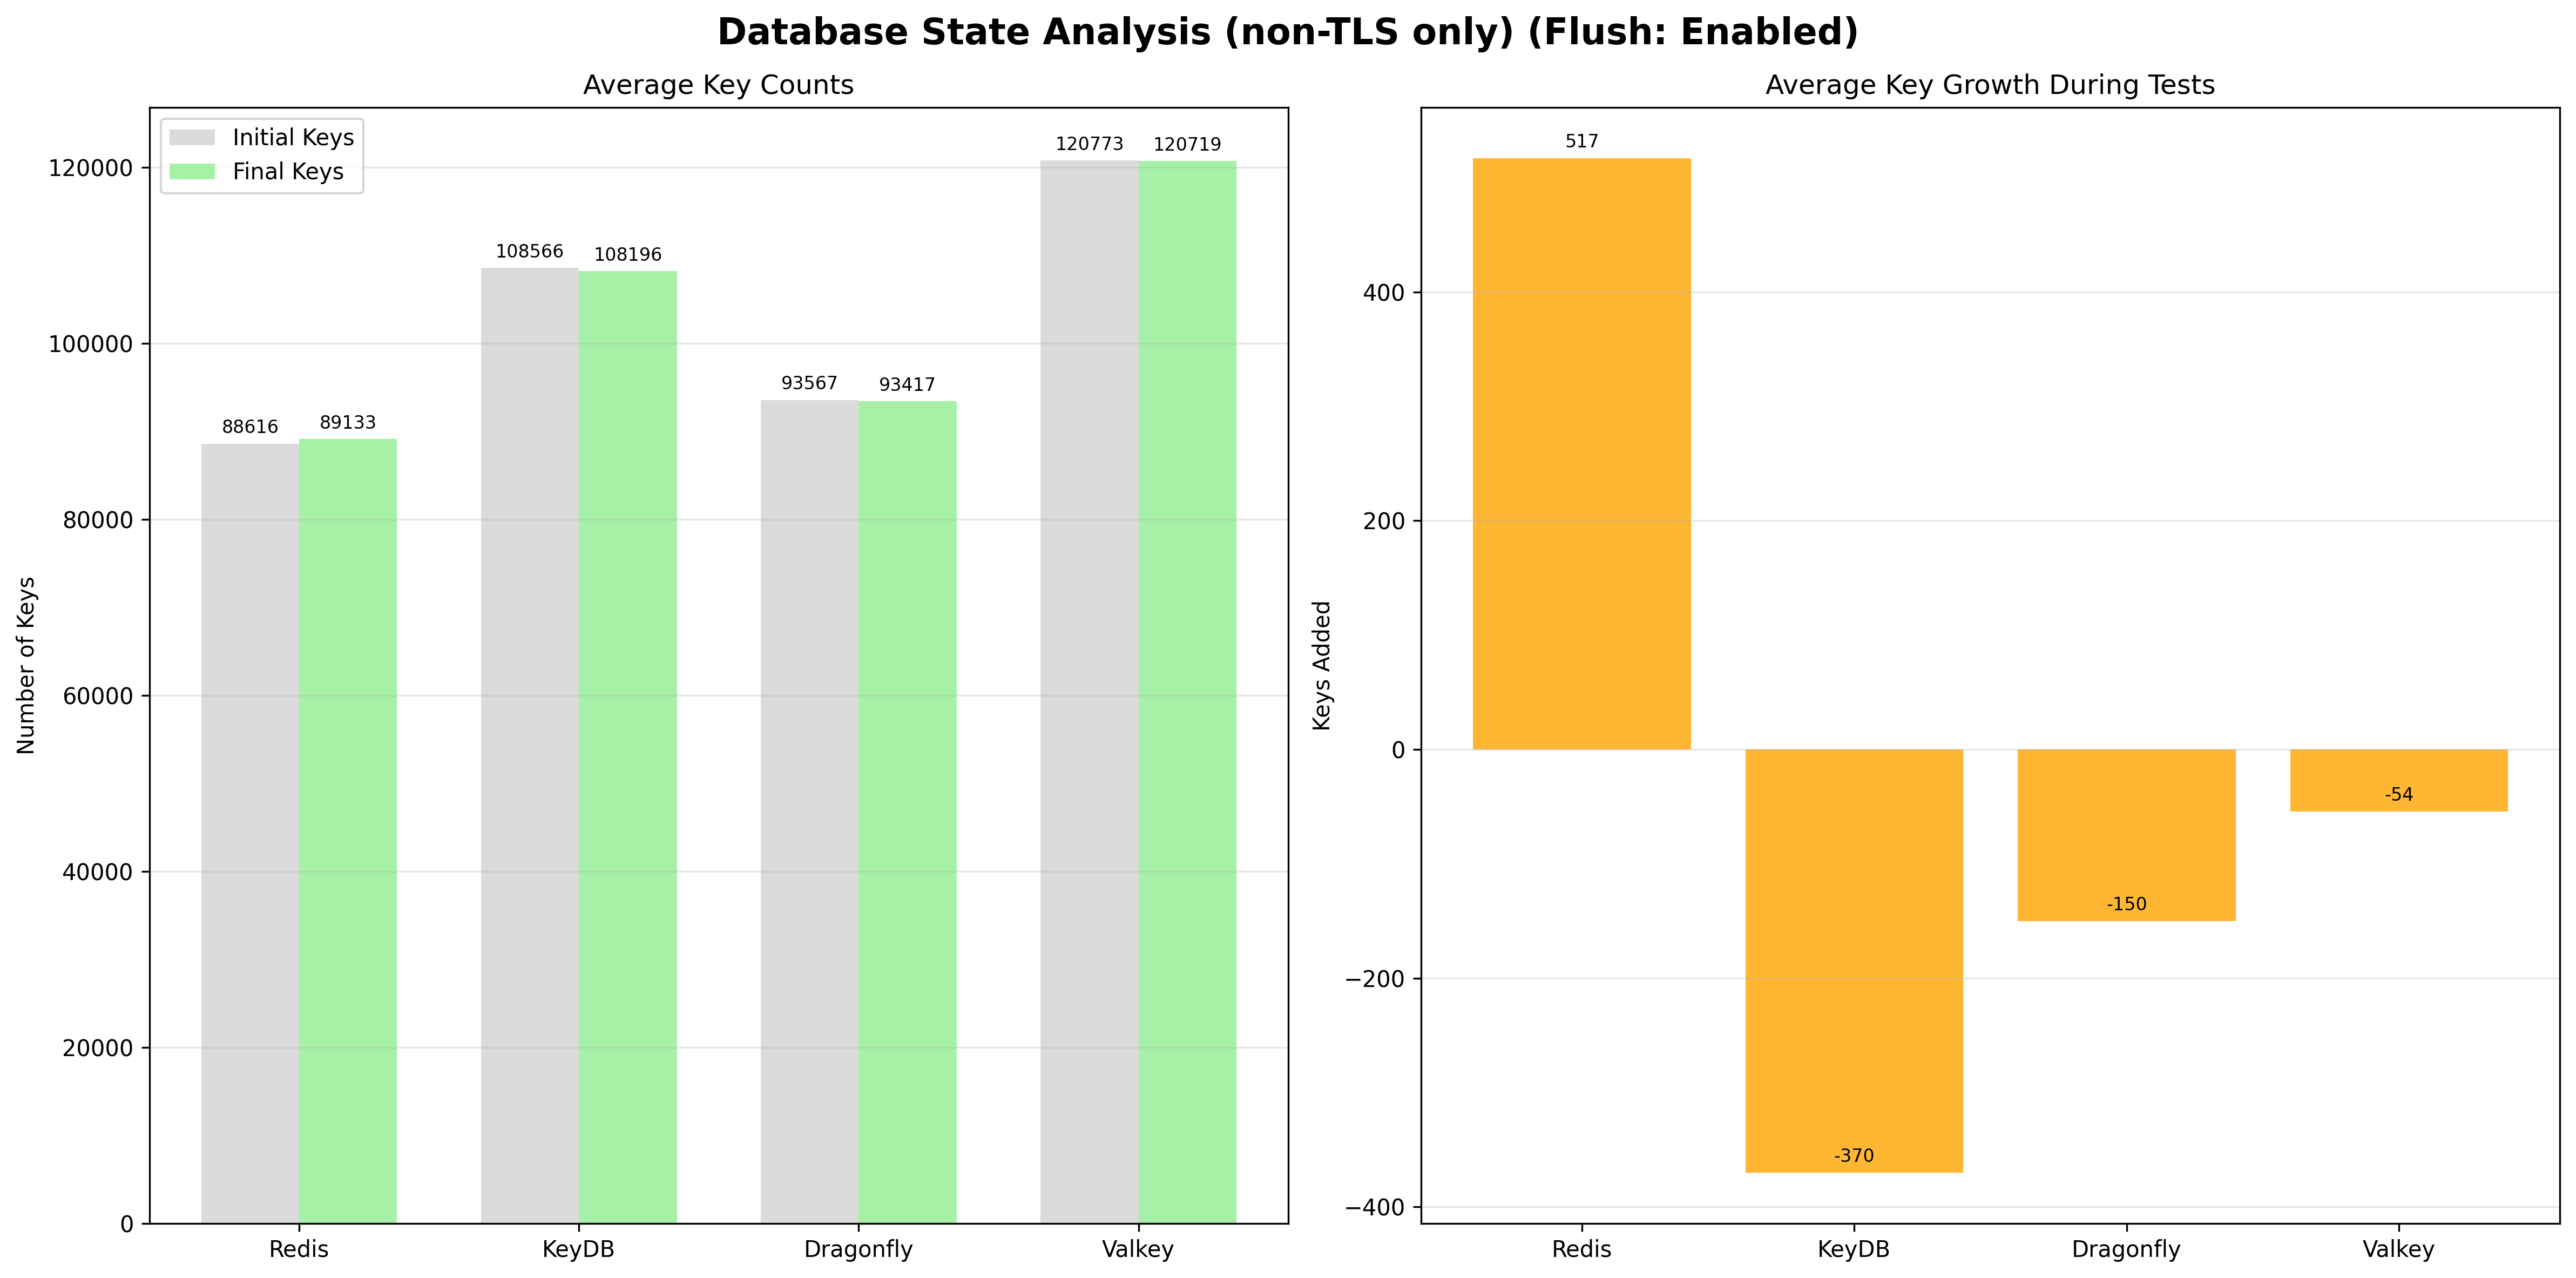 Database State Analysis (non-TLS only) (Flush: Enabled)
Average Key Counts
Initial Keys
Final Keys
Number of Keys
120000
100000
80000
60000
40000
20000
0
88616
89133
108566
108196
93567
93417
120773
120719
Redis
KeyDB
Dragonfly
Valkey
Average Key Growth During Tests
Keys Added
400
200
0
−200
−400
517
-370
-150
-54
Redis
KeyDB
Dragonfly
Valkey